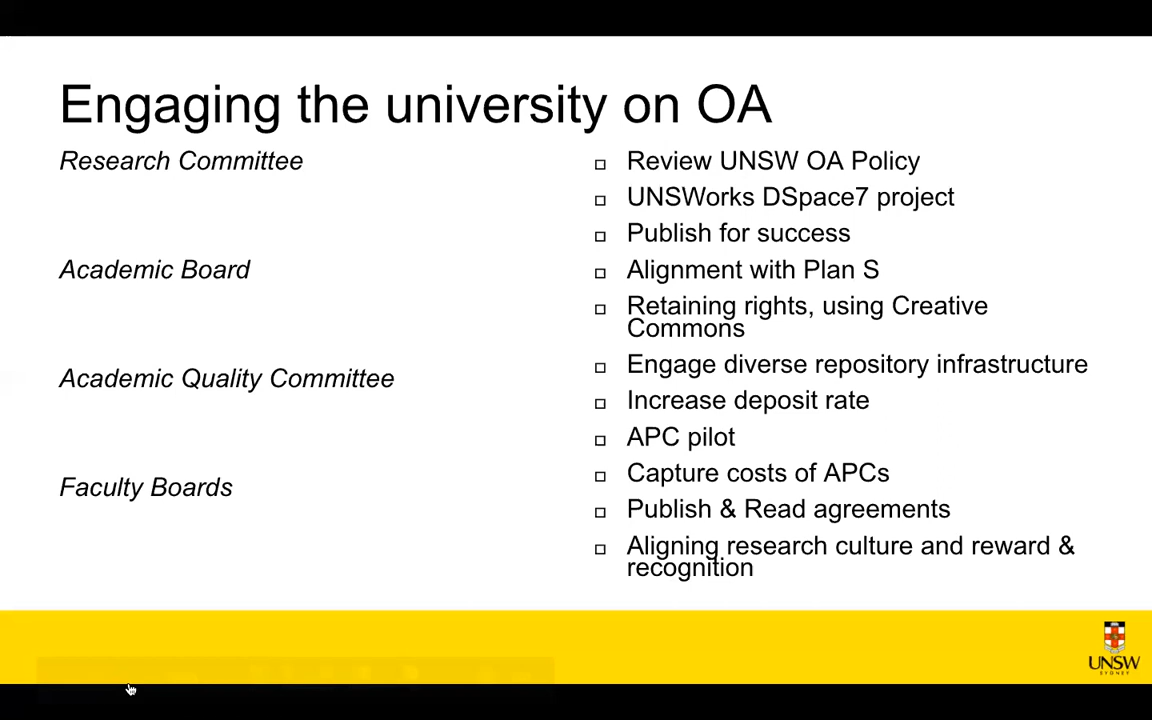 Engaging the university on OA
Research Committee
Academic Board
Academic Quality Committee
Faculty Boards
Review UNSW OA Policy
UNSWorks DSpace7 project
Publish for success
Alignment with Plan S
Retaining rights, using Creative
Commons
Engage diverse repository infrastructure
Increase deposit rate
APC pilot
Capture costs of APCs
Publish & Read agreements
Aligning research culture and reward &
recognition
UNSW
SYDNEY